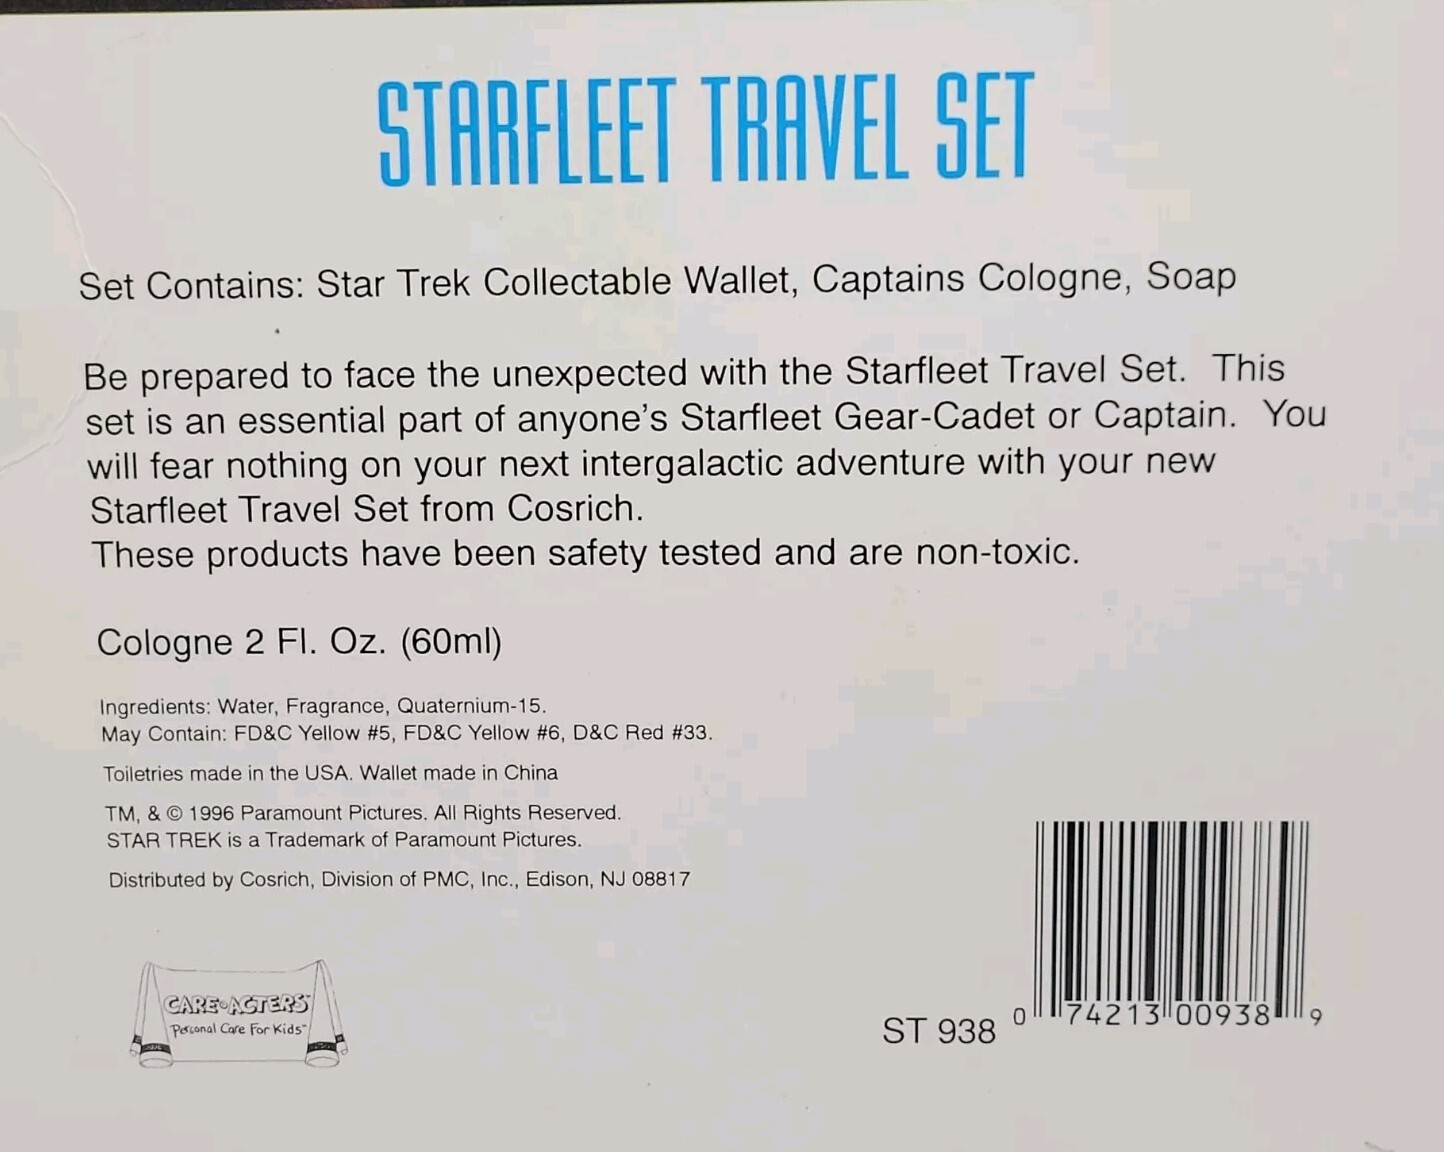 STARFLEET TRAVEL SET
Set Contains: Star Trek Collectable Wallet, Captains Cologne, Soap
Be prepared to face the unexpected with the Starfleet Travel Set. This
set is an essential part of anyone's Starfleet Gear-Cadet or Captain. You
will fear nothing on your next intergalactic adventure with your new
Starfleet Travel Set from Cosrich.
These products have been safety tested and are non-toxic.
Cologne 2 Fl. Oz. (60ml)
Ingredients: Water, Fragrance, Quaternium-15.
May Contain: FD&C Yellow #5, FD&C Yellow #6, D&C Red #33.
Toiletries made in the USA. Wallet made in China
TM, & © 1996 Paramount Pictures. All Rights Reserved.
STAR TREK is a Trademark of Paramount Pictures.
Distributed by Cosrich, Division of PMC, Inc., Edison, NJ 08817
CARE•ACTERS™
Personal Care For Kids™
ST 938
0 74213 00938 9